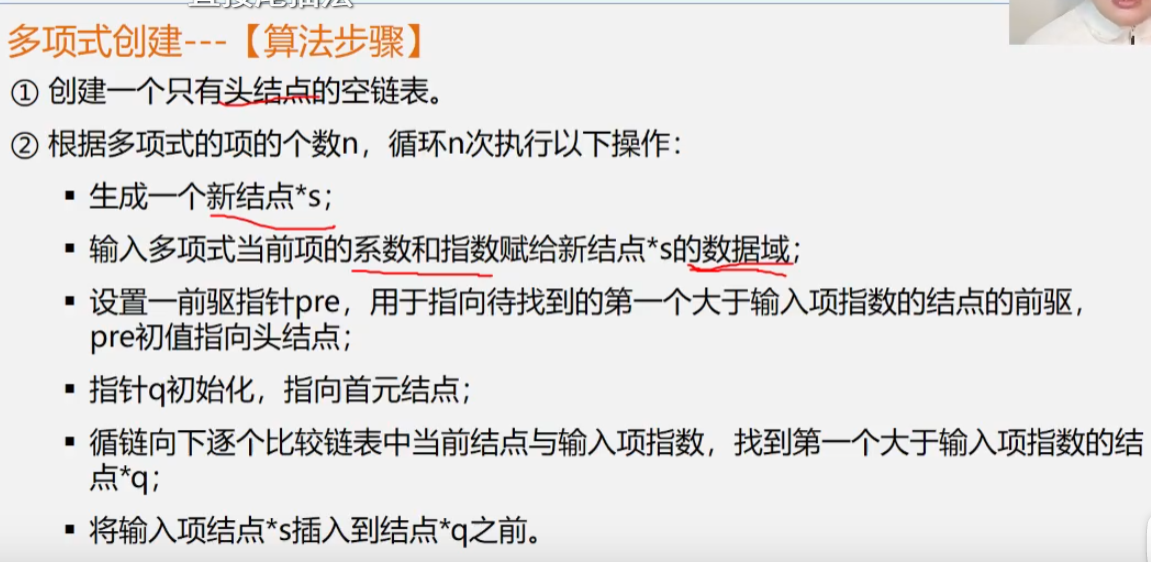 多项式创建---【算法步骤】
① 创建一个只有头结点的空链表。
② 根据多项式的项的个数n，循环n次执行以下操作：
▪ 生成一个新结点*s；
▪ 输入多项式当前项的系数和指数赋给新结点*s的数据域；
▪ 设置一前驱指针pre，用于指向待找到的第一个大于输入项指数的结点的前驱，
pre初值指向头结点；
▪ 指针q初始化，指向首元结点；
▪ 循链向下逐个比较链表中当前结点与输入项指数，找到第一个大于输入项指数的结
点*q；
▪ 将输入项结点*s插入到结点*q之前。